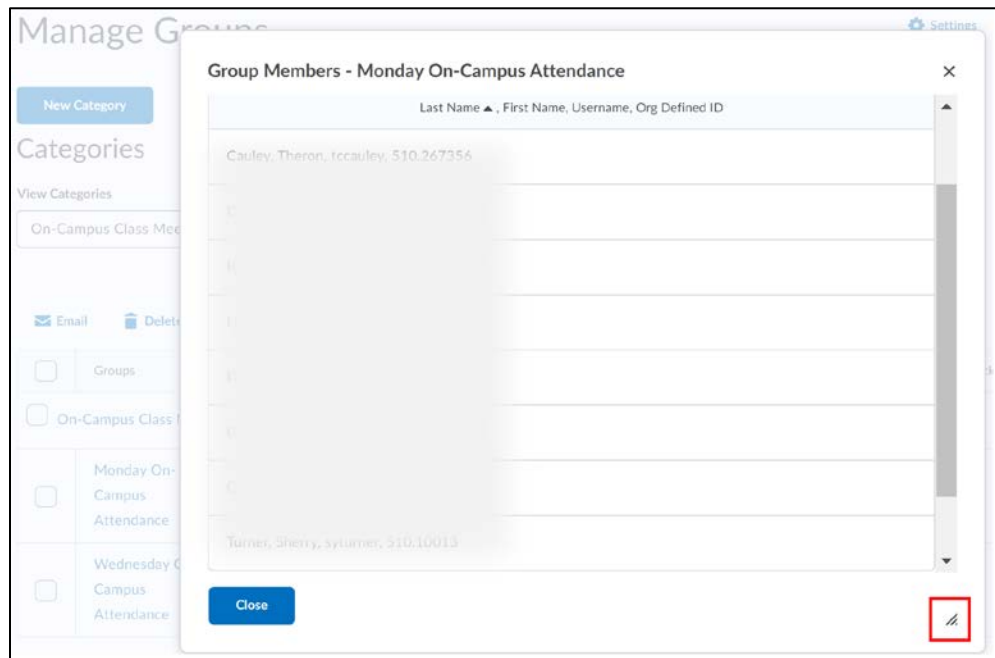 Manage Groups
Settings
Group Members - Monday On-Campus Attendance
New Category
Last Name ▲ , First Name, Username, Org Defined ID
Categories
Cauley, Theron, tccauley, 510.267356
View Categories
On-Campus Class Mee
Email
Delete
Groups
On-Campus Class
Monday On-
Campus
Attendance
Turner, Sherry, syturner, 510.10013
Wednesday
Campus
Attendance
Close